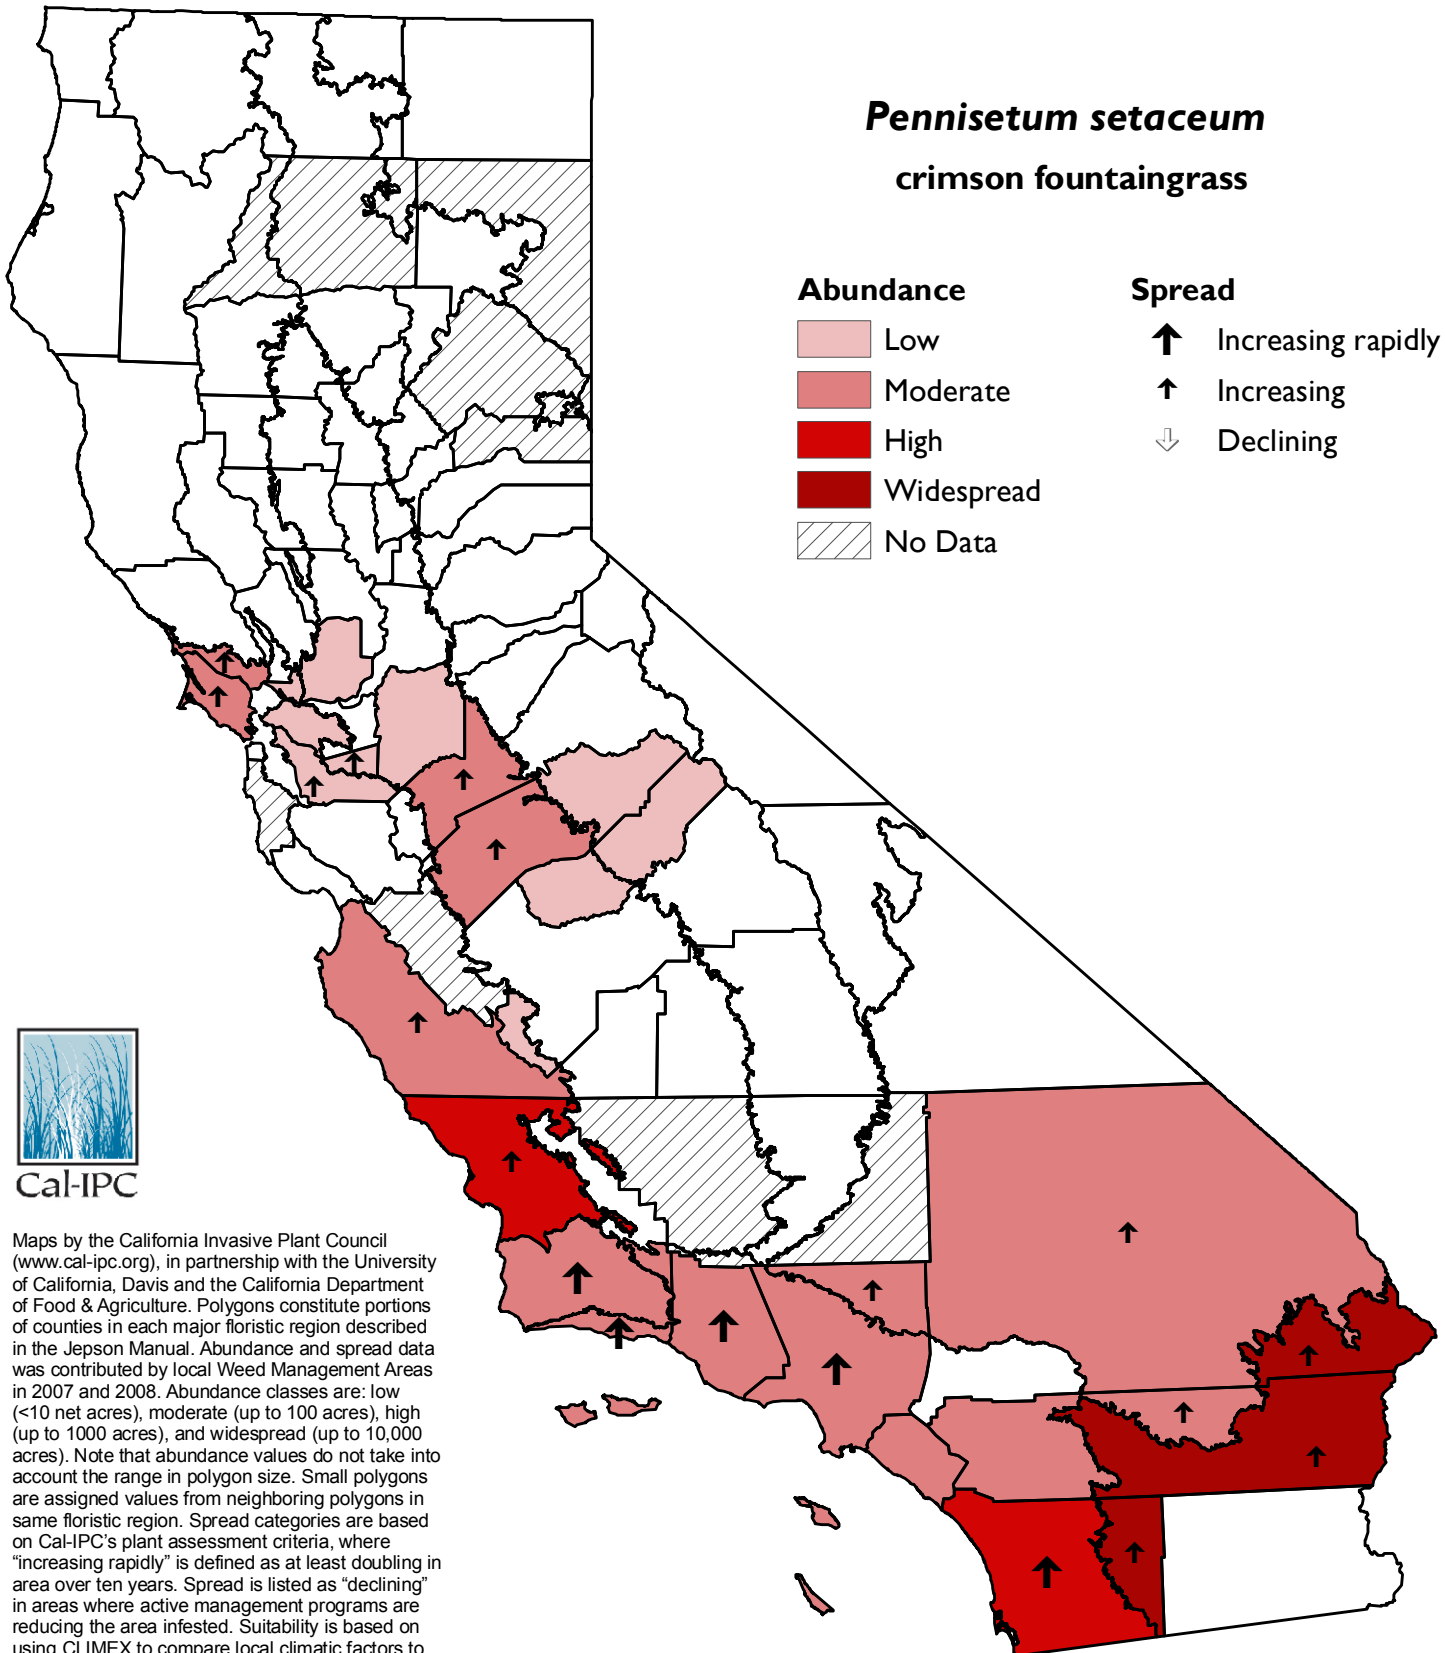 Pennisetum setaceum
crimson fountaingrass
Abundance
Low
Moderate
High
Widespread
No Data
Spread
Increasing rapidly
Increasing
Declining
Cal-IPC
Maps by the California Invasive Plant Council
(www.cal-ipc.org), in partnership with the University
of California, Davis and the California Department
of Food & Agriculture. Polygons constitute portions
of counties in each major floristic region described
in the Jepson Manual. Abundance and spread data
was contributed by local Weed Management Areas
in 2007 and 2008. Abundance classes are: low
(<10 net acres), moderate (up to 100 acres), high
(up to 1000 acres), and widespread (up to 10,000
acres). Note that abundance values do not take into
account the range in polygon size. Small polygons
are assigned values from neighboring polygons in
same floristic region. Spread categories are based
on Cal-IPC's plant assessment criteria, where
“increasing rapidly” is defined as at least doubling in
area over ten years. Spread is listed as “declining”
in areas where active management programs are
reducing the area infested. Suitability is based on
using CLIMEX to compare local climatic factors to